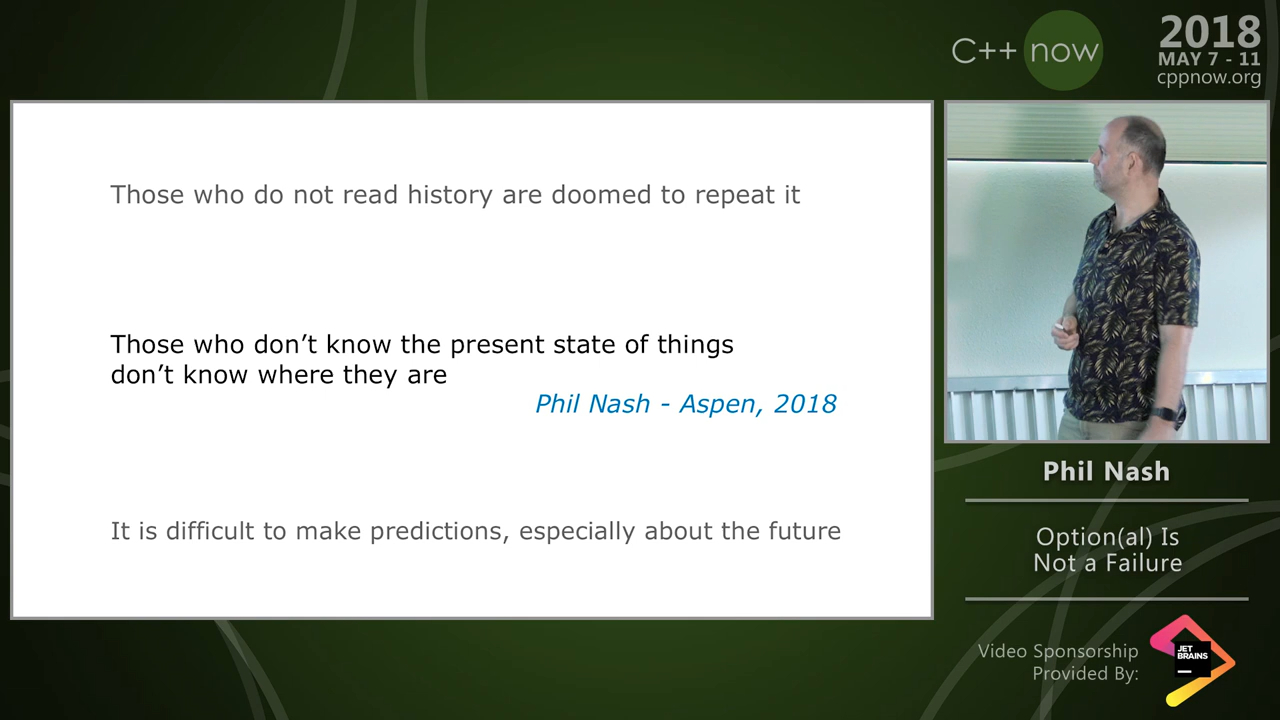 C++ now
2018
MAY 7 - 11
cppnow.org
Those who do not read history are doomed to repeat it
Those who don’t know the present state of things
don’t know where they are
Phil Nash - Aspen, 2018
It is difficult to make predictions, especially about the future
Phil Nash
Option(al) Is
Not a Failure
Video Sponsorship
Provided By:
JET
BRAINS